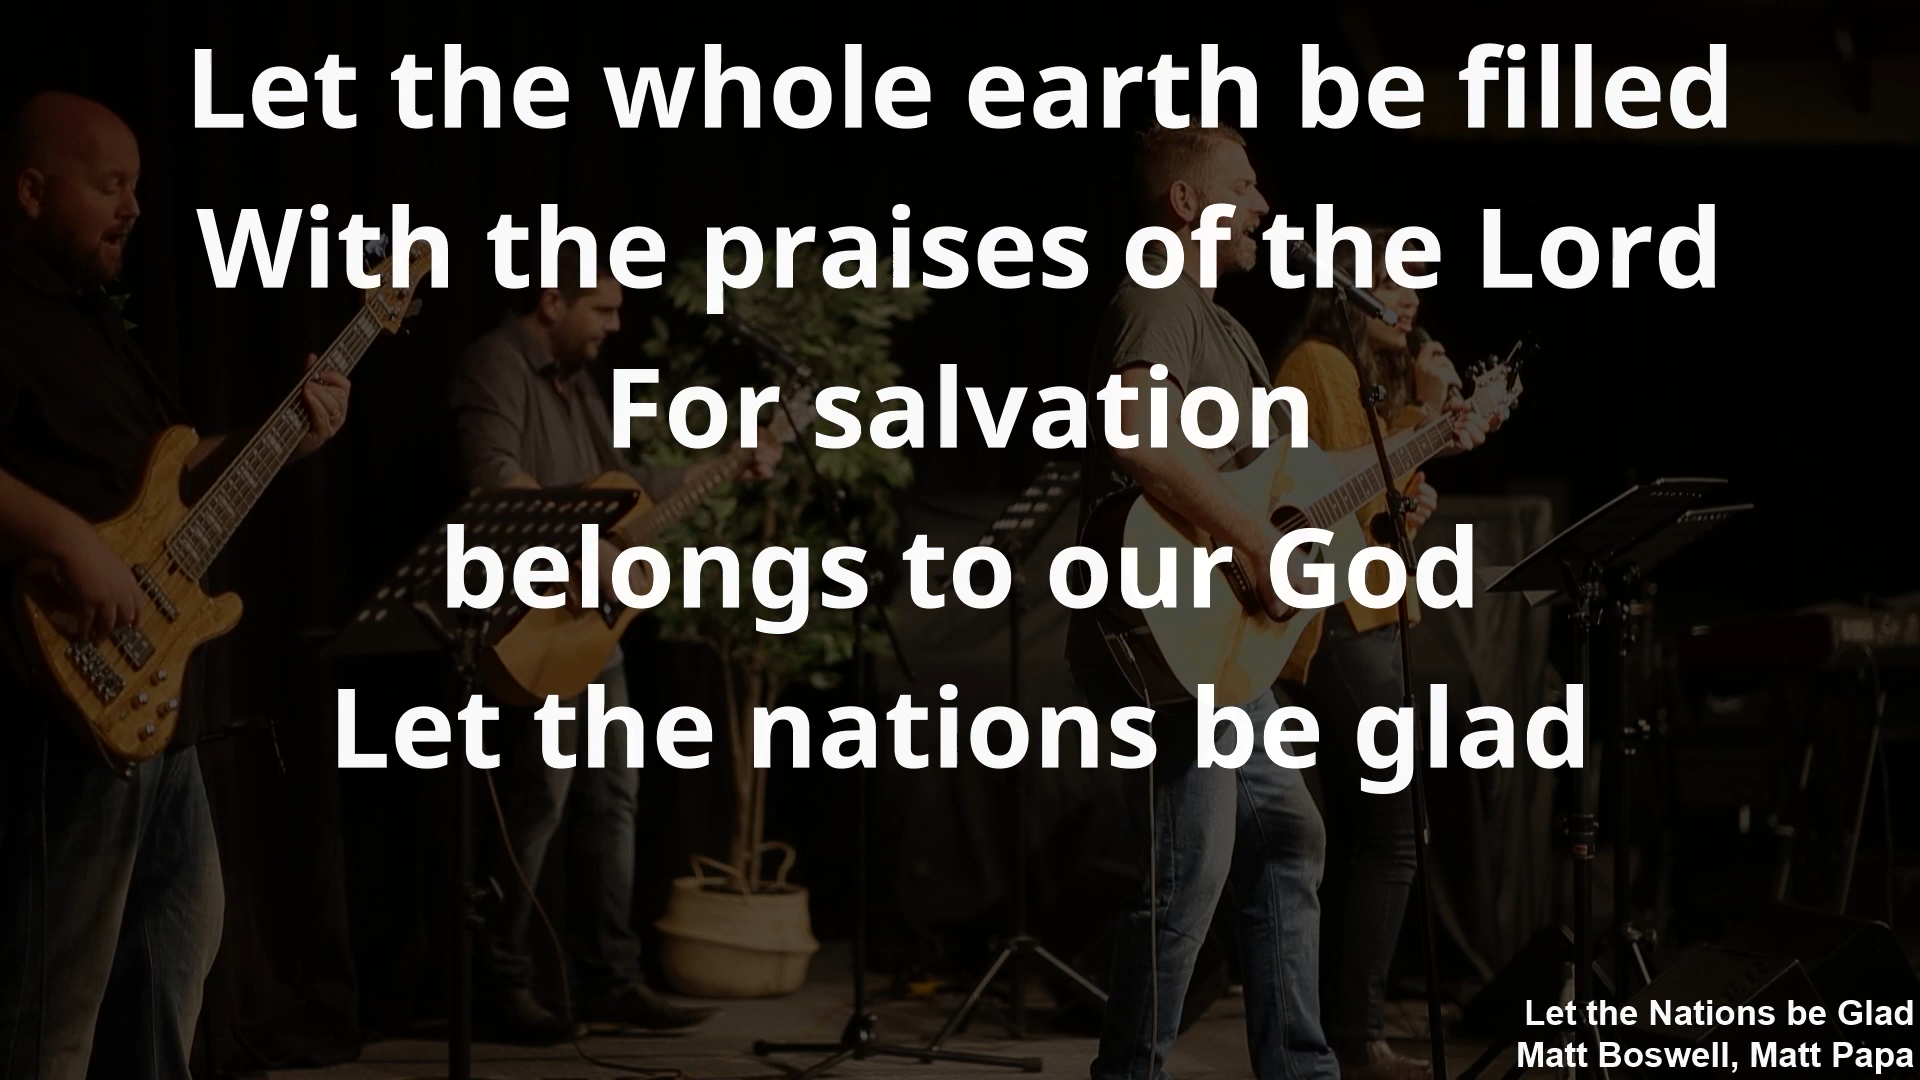 Let the whole earth be filled
With the praises of the Lord
For salvation
belongs to our God
Let the nations be glad
Let the Nations be Glad
Matt Boswell, Matt Papa